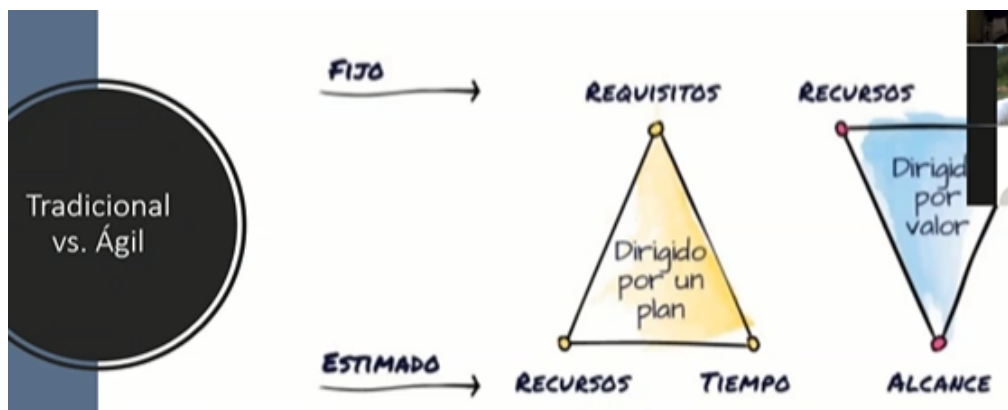 Tradicional
vs. Ágil
FIJO
REQUISITOS
RECURSOS
Dirigido
por un
plan
Dirigid
por
valor
ESTIMADO
RECURSOS
TIEMPO
ALCANCE